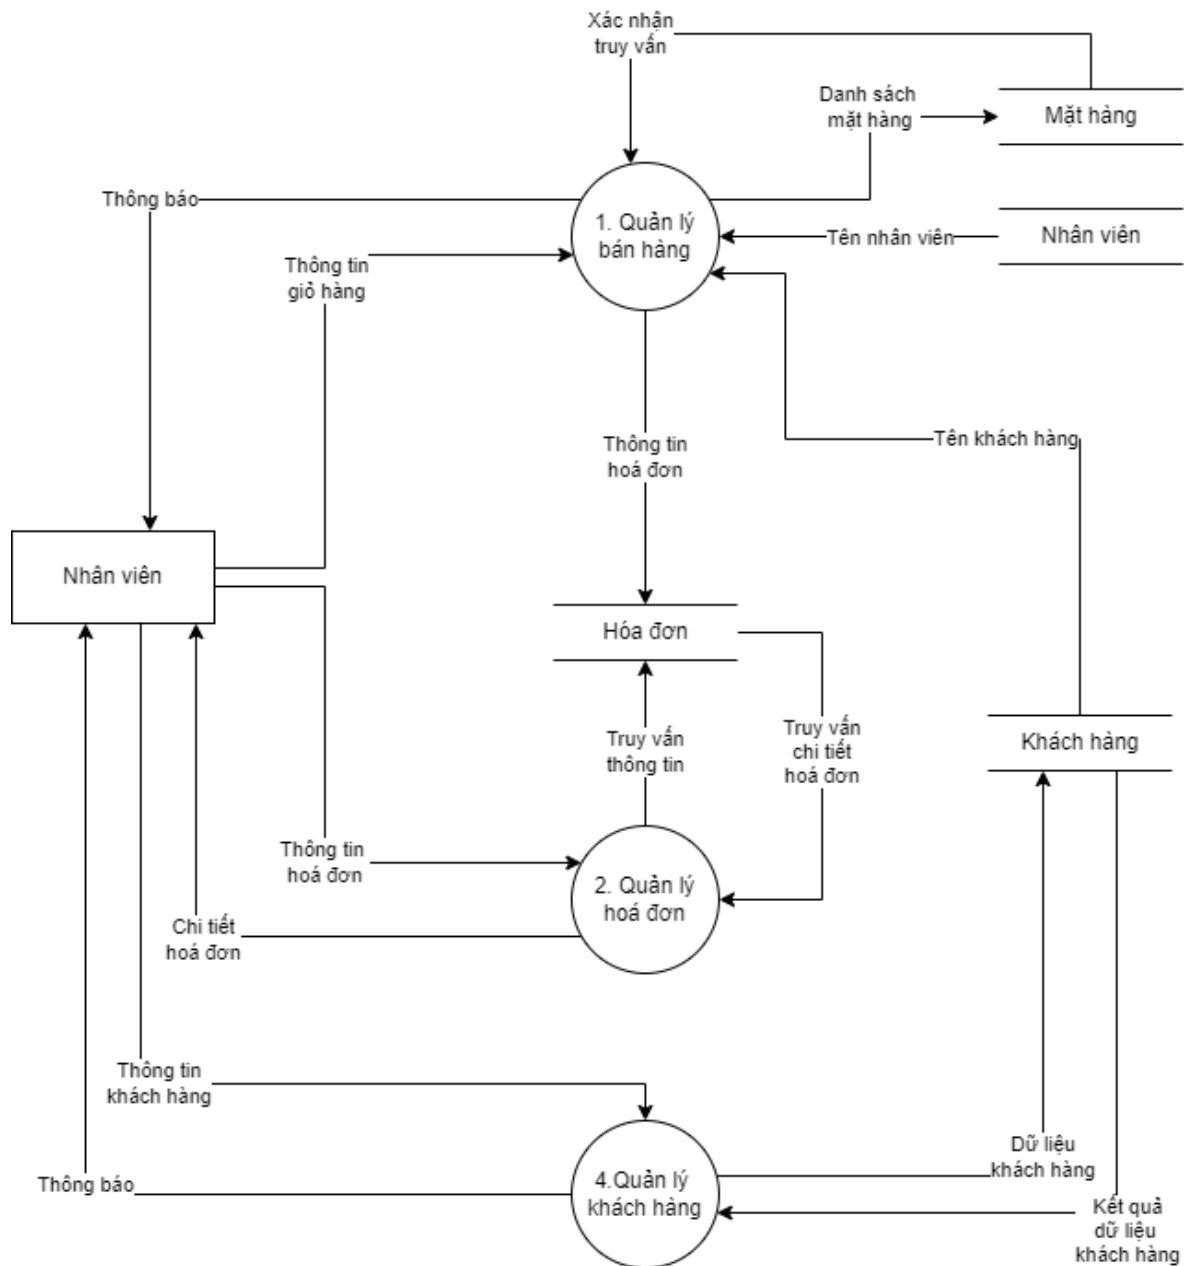 Xác nhận
truy vấn
Danh sách
mặt hàng
Mặt hàng
Thông báo
1. Quản lý
bán hàng
Tên nhân viên
Nhân viên
Thông tin
giỏ hàng
Thông tin
hoá đơn
Tên khách hàng
Nhân viên
Hóa đơn
Truy vấn
thông tin
Truy vấn
chi tiết
hoá đơn
Khách hàng
Thông tin
hoá đơn
2. Quản lý
hoá đơn
Chi tiết
hoá đơn
Thông tin
khách hàng
Thông báo
4.Quản lý
khách hàng
Dữ liệu
khách hàng
Kết quả
dữ liệu
khách hàng